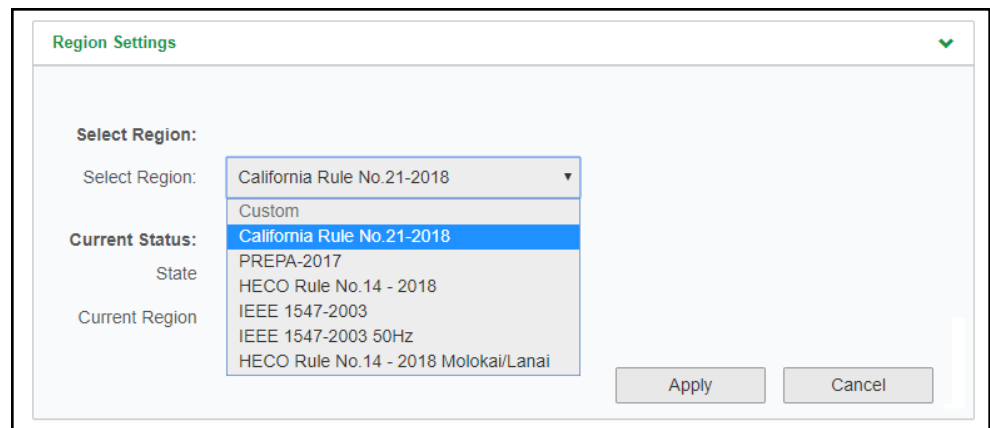 Region Settings
Select Region:
Select Region: California Rule No.21-2018
Custom
Current Status: California Rule No.21-2018
PREPA-2017
State HECO Rule No.14 - 2018
IEEE 1547-2003
Current Region IEEE 1547-2003 50Hz
HECO Rule No.14 - 2018 Molokai/Lanai
Apply Cancel